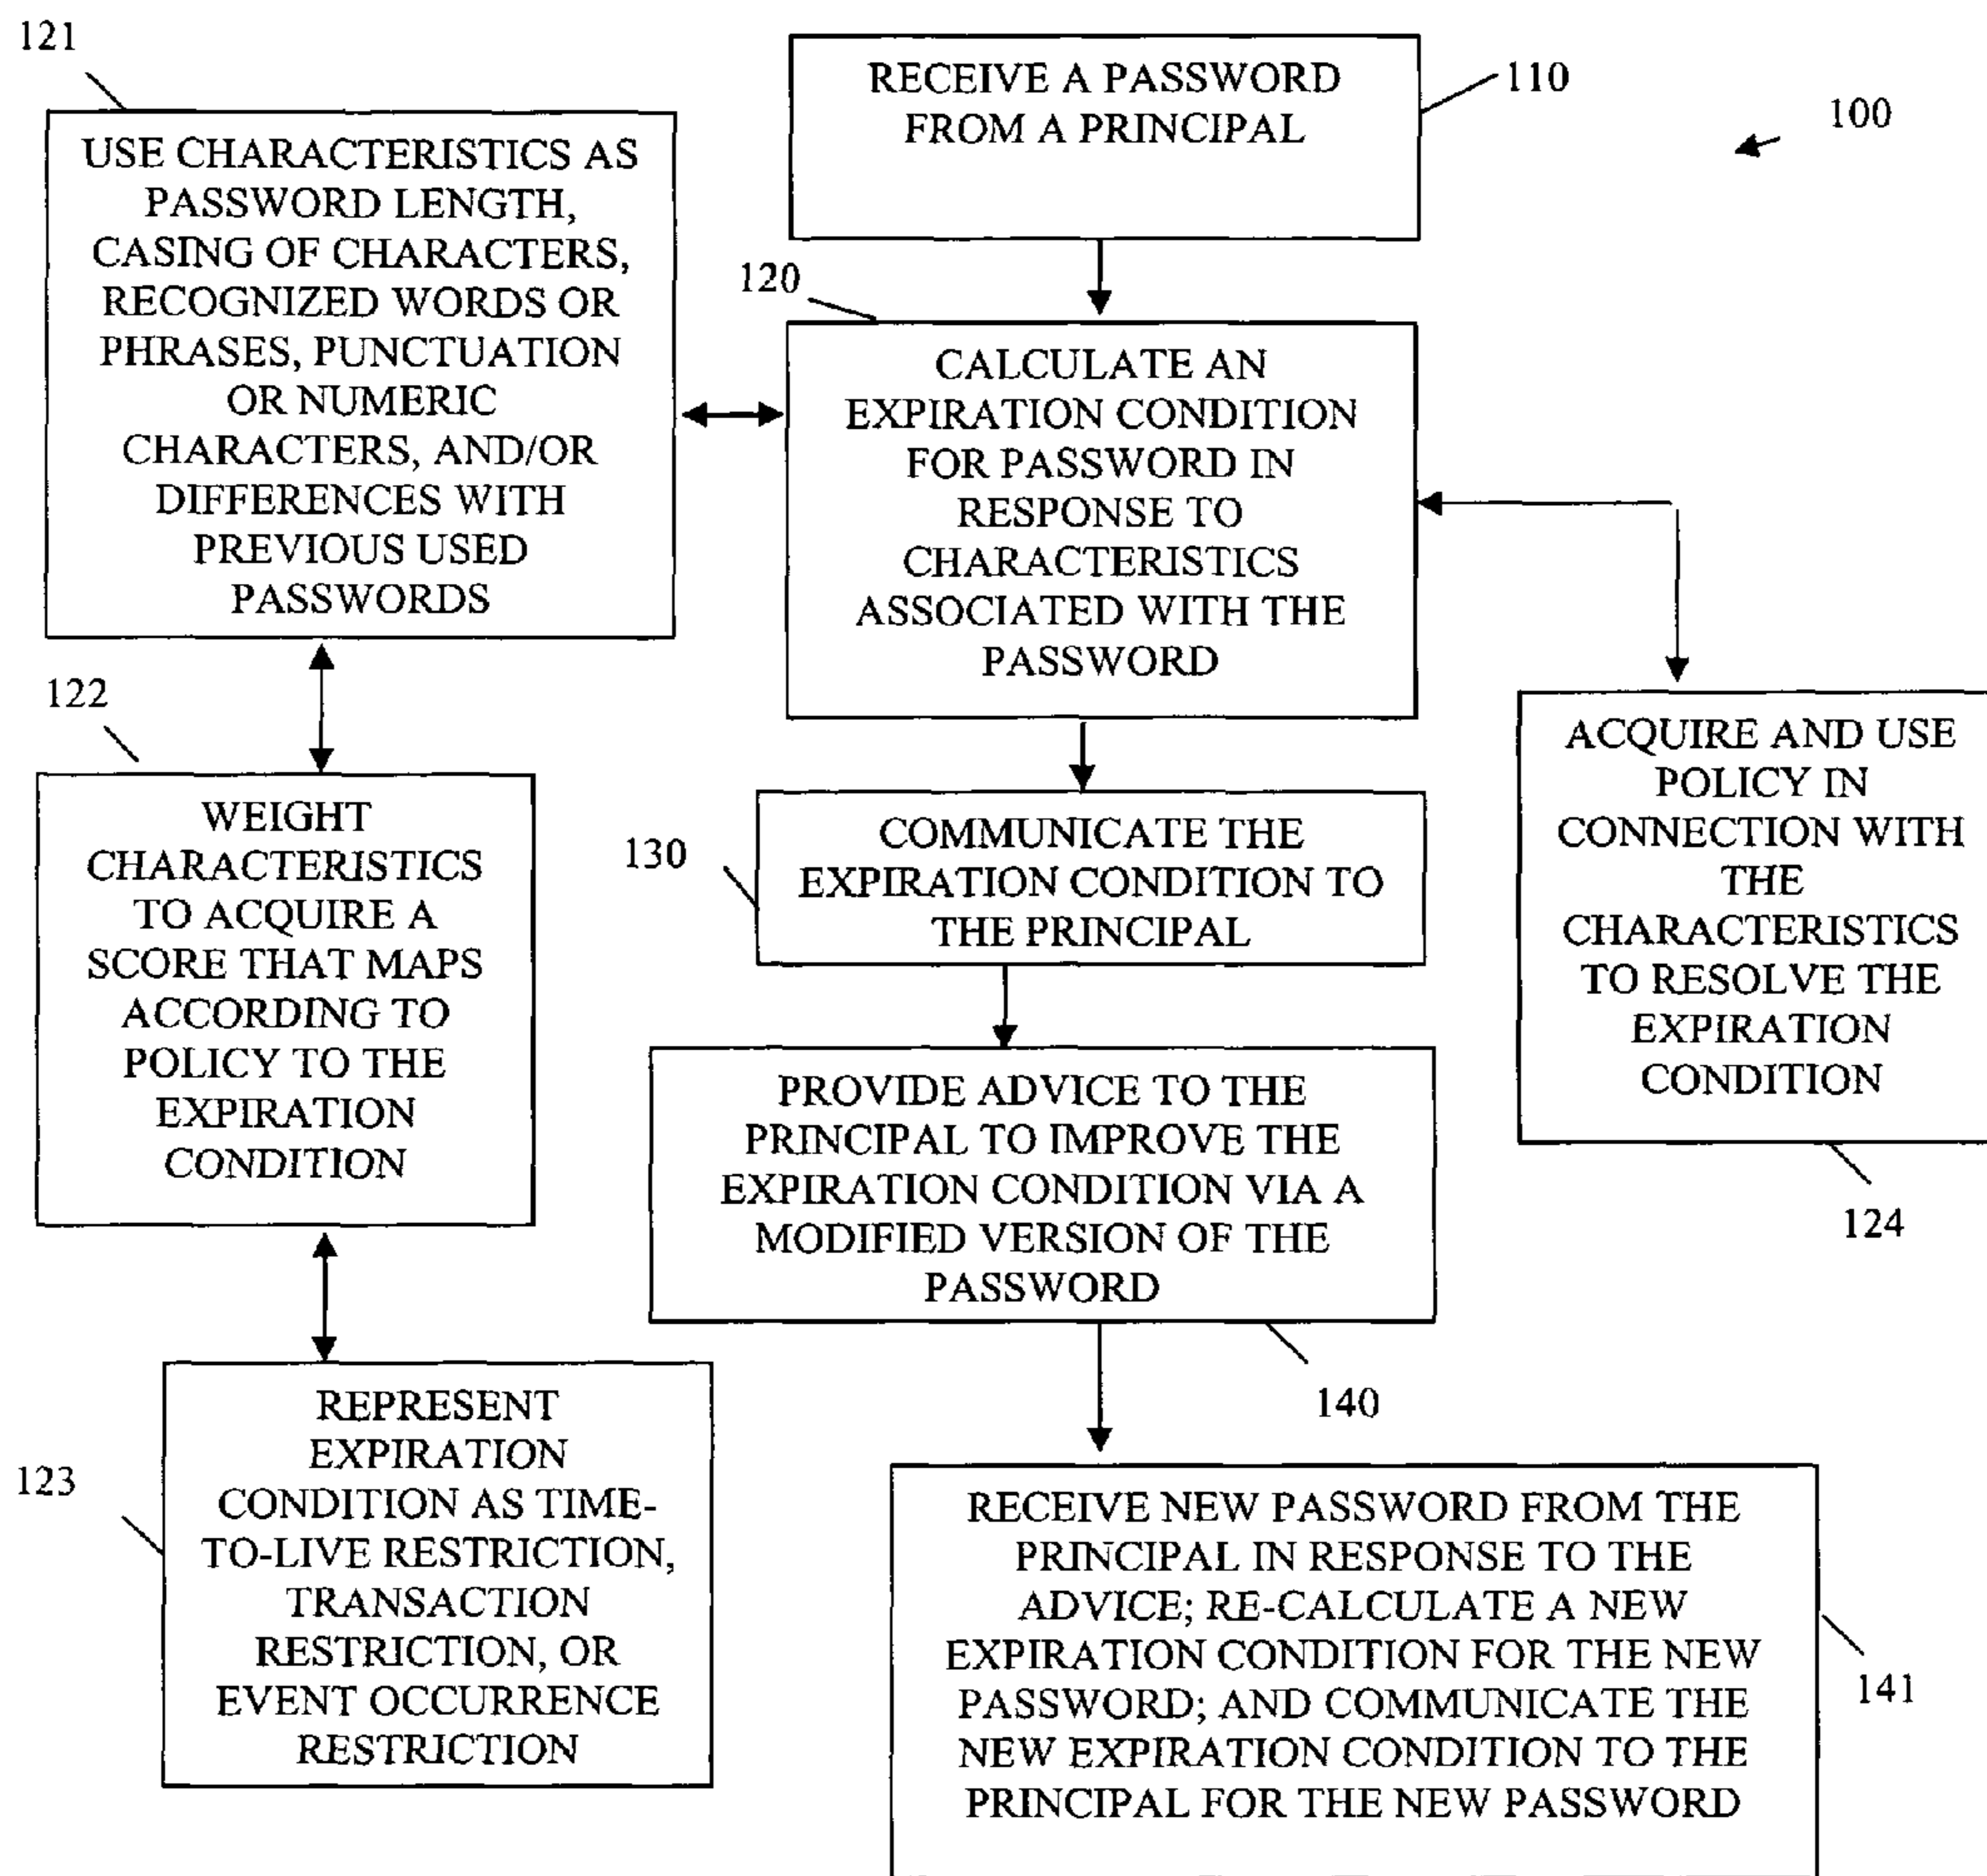 121
RECEIVE A PASSWORD
FROM A PRINCIPAL
110
100
USE CHARACTERISTICS AS
PASSWORD LENGTH,
CASING OF CHARACTERS,
RECOGNIZED WORDS OR
PHRASES, PUNCTUATION
OR NUMERIC
CHARACTERS, AND/OR
DIFFERENCES WITH
PREVIOUS USED
PASSWORDS
120
CALCULATE AN
EXPIRATION CONDITION
FOR PASSWORD IN
RESPONSE TO
CHARACTERISTICS
ASSOCIATED WITH THE
PASSWORD
122
WEIGHT
CHARACTERISTICS
TO ACQUIRE A
SCORE THAT MAPS
ACCORDING TO
POLICY TO THE
EXPIRATION
CONDITION
130
COMMUNICATE THE
EXPIRATION CONDITION TO
THE PRINCIPAL
ACQUIRE AND USE
POLICY IN
CONNECTION WITH
THE
CHARACTERISTICS
TO RESOLVE THE
EXPIRATION
CONDITION
124
PROVIDE ADVICE TO THE
PRINCIPAL TO IMPROVE THE
EXPIRATION CONDITION VIA A
MODIFIED VERSION OF THE
PASSWORD
140
123
REPRESENT
EXPIRATION
CONDITION AS TIME-
TO-LIVE RESTRICTION,
TRANSACTION
RESTRICTION, OR
EVENT OCCURRENCE
RESTRICTION
RECEIVE NEW PASSWORD FROM THE
PRINCIPAL IN RESPONSE TO THE
ADVICE; RE-CALCULATE A NEW
EXPIRATION CONDITION FOR THE NEW
PASSWORD; AND COMMUNICATE THE
NEW EXPIRATION CONDITION TO THE
PRINCIPAL FOR THE NEW PASSWORD
141